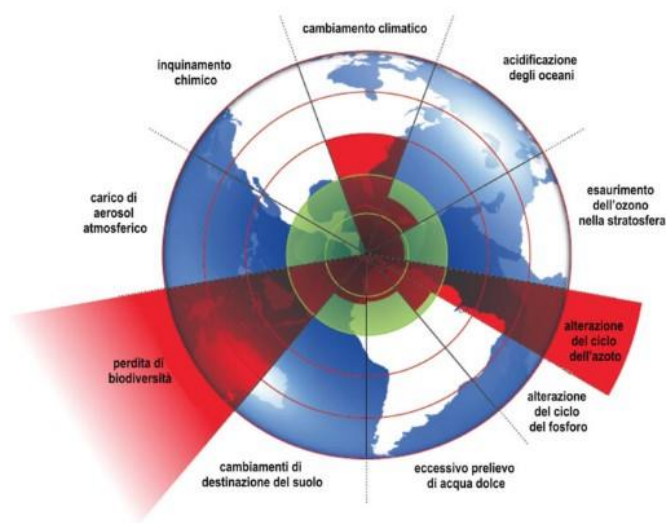 cambiamento climatico
acidificazione
degli oceani
esaurimento
dell'ozono
nella stratosfera
alterazione
del ciclo
dell'azoto
alterazione
del ciclo
del fosforo
eccessivo prelievo
di acqua dolce
cambiamenti di
destinazione del suolo
perdita di
biodiversità
carico di
aerosol
atmosferico
inquinamento
chimico